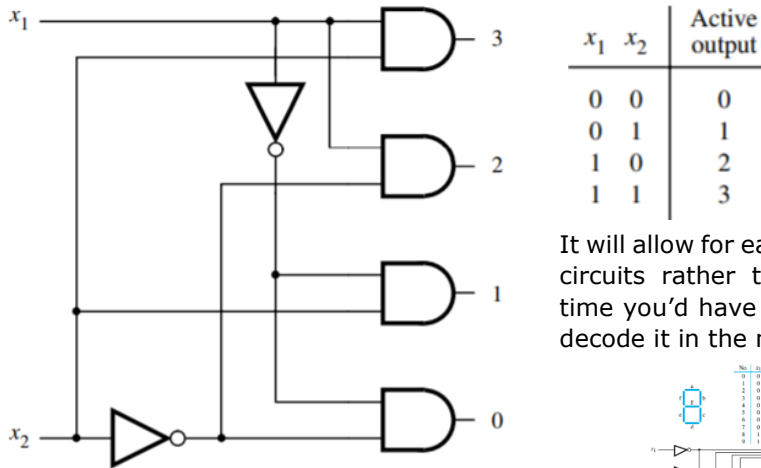 x₁
3
2
1
x₂
0
Active
x₁ x₂ output
0 0 0
0 1 1
1 0 2
1 1 3
It will allow for
circuits rather
time you'd have
decode it in the